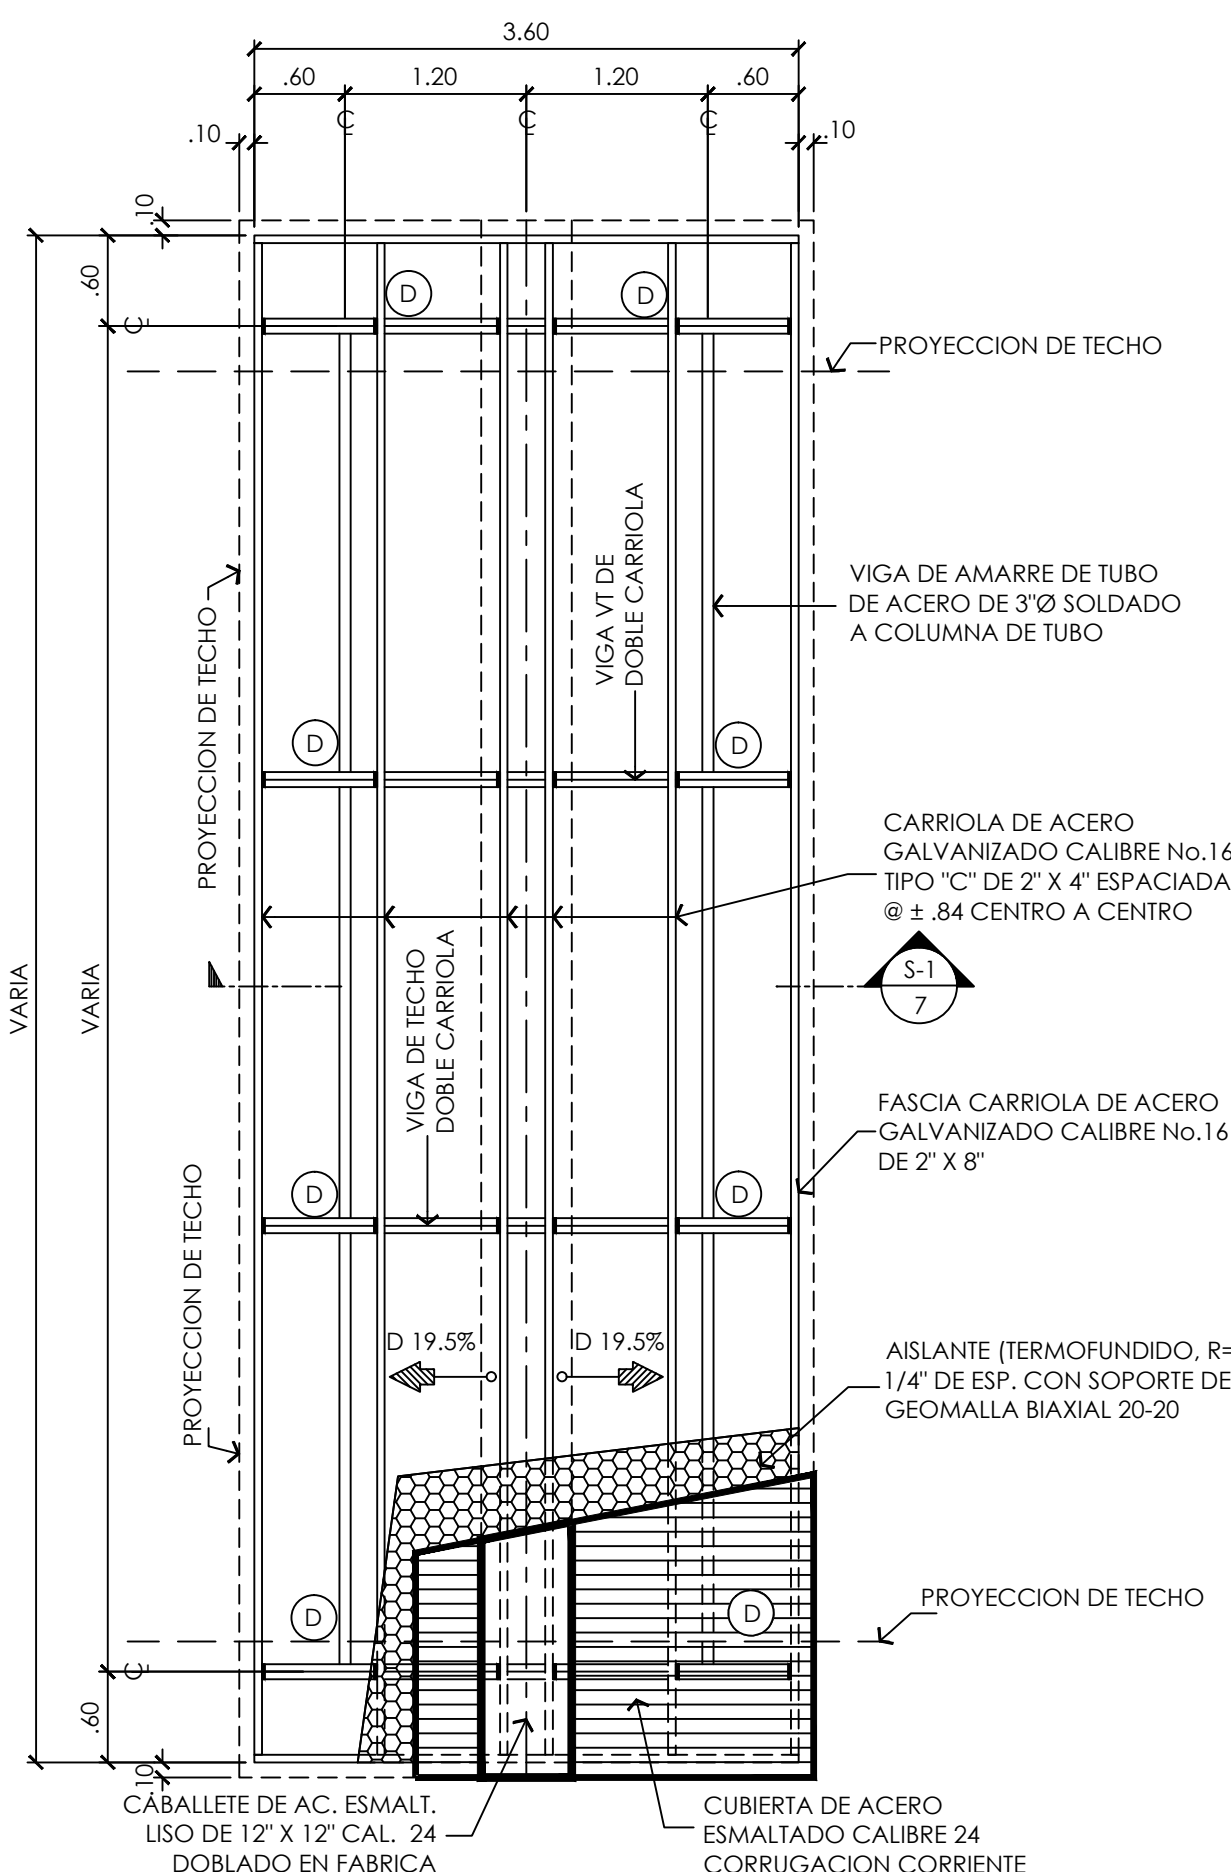 3.60
.60
1.20
1.20
.60
.10
.10
.10
.60
D
D
PROYECCION DE TECHO
VIGA VT DE
DOBLE CARRIOLA
VIGA DE AMARRE DE TUBO
DE ACERO DE 3"Ø SOLDADO
A COLUMNA DE TUBO
PROYECCION DE TECHO
D
D
CARRIOLA DE ACERO
GALVANIZADO CALIBRE No.16
TIPO "C" DE 2" X 4" ESPACIADA
@ ± .84 CENTRO A CENTRO
VARIA
VARIA
S-1
7
VIGA DE TECHO
DOBLE CARRIOLA
FASCIA CARRIOLA DE ACERO
GALVANIZADO CALIBRE No.16
DE 2" X 8"
D
D
PROYECCION DE TECHO
D 19.5%
D 19.5%
AISLANTE (TERMOFUNDIDO, R=
1/4" DE ESP. CON SOPORTE DE
GEOMALLA BIAXIAL 20-20
D
D
PROYECCION DE TECHO
.60
.10
CABALLETE DE AC. ESMALT.
LISO DE 12" X 12" CAL. 24
DOBLADO EN FABRICA
CUBIERTA DE ACERO
ESMALTADO CALIBRE 24
CORRUGACION CORRIENTE